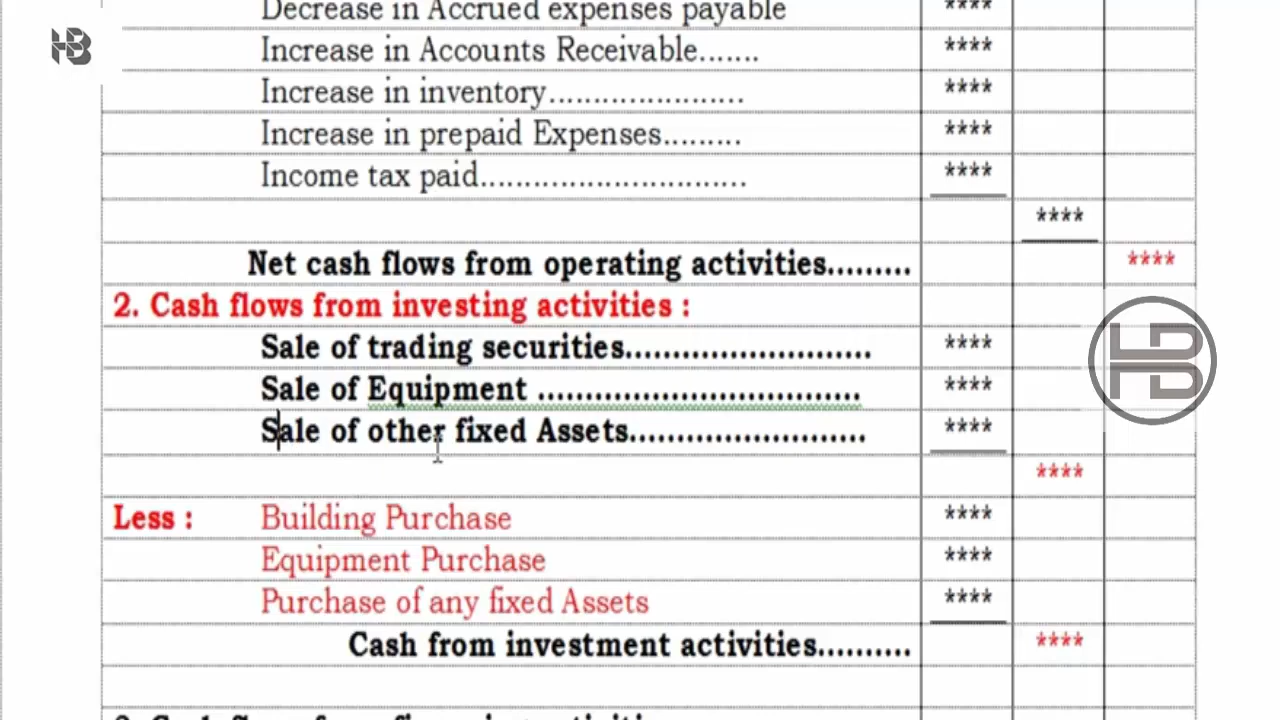 HB
Decrease in Accrued expenses payable ****
Increase in Accounts Receivable....... ****
Increase in inventory...................... ****
Increase in prepaid Expenses......... ****
Income tax paid.............................. ****
****
Net cash flows from operating activities......... ****
2. Cash flows from investing activities :
Sale of trading securities.......................... ****
Sale of Equipment .................................. ****
Sale of other fixed Assets......................... ****
****
Less : Building Purchase ****
Equipment Purchase ****
Purchase of any fixed Assets ****
Cash from investment activities.......... ****
HB